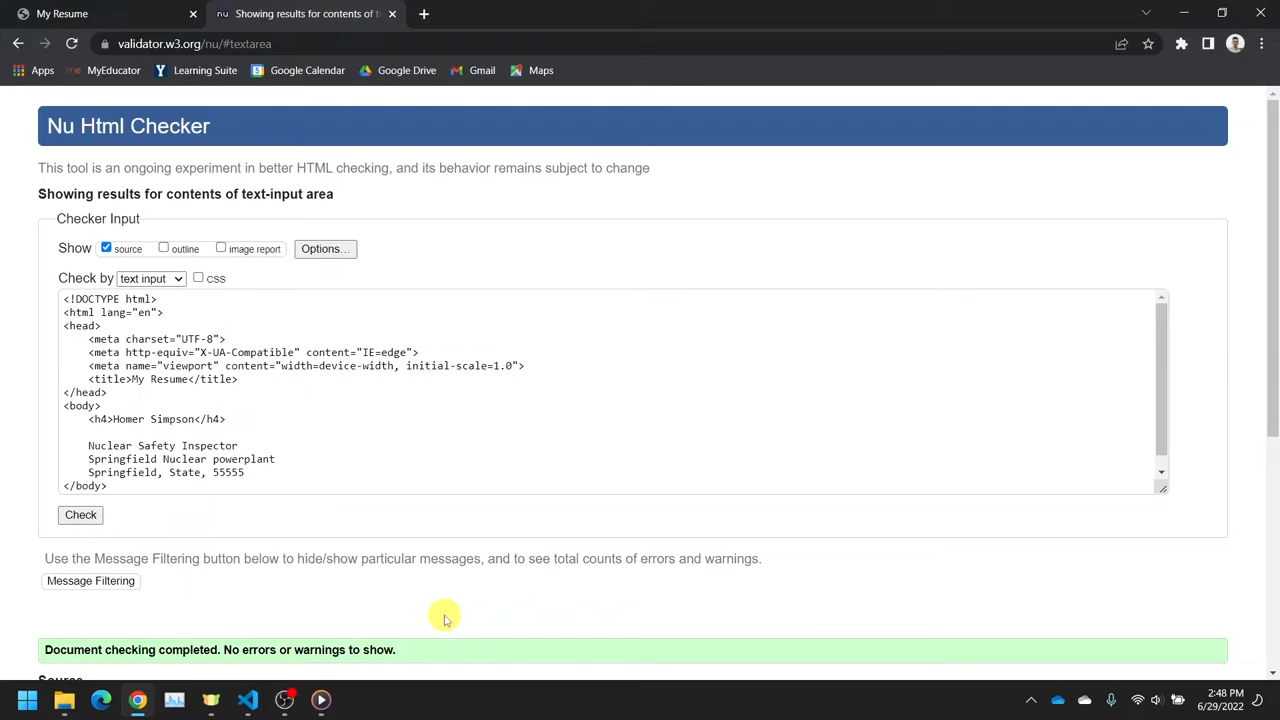 My Resume
nu Showing results for contents of t
validator.w3.org/nu/#textarea
Apps
me MyEducator
Y Learning Suite
Google Calendar
Google Drive
Gmail
Maps
Nu Html Checker
This tool is an ongoing experiment in better HTML checking, and its behavior remains subject to change
Showing results for contents of text-input area
Checker Input
Show source outline image report Options...
Check by text input CSS
<!DOCTYPE html>
<html lang="en">
<head>
    <meta charset="UTF-8">
    <meta http-equiv="X-UA-Compatible" content="IE=edge">
    <meta name="viewport" content="width=device-width, initial-scale=1.0">
    <title>My Resume</title>
</head>
<body>
    <h4>Homer Simpson</h4>
    Nuclear Safety Inspector
    Springfield Nuclear powerplant
    Springfield, State, 55555
</body>
Check
Use the Message Filtering button below to hide/show particular messages, and to see total counts of errors and warnings.
Message Filtering
Document checking completed. No errors or warnings to show.
Source
2:48 PM
6/29/2022